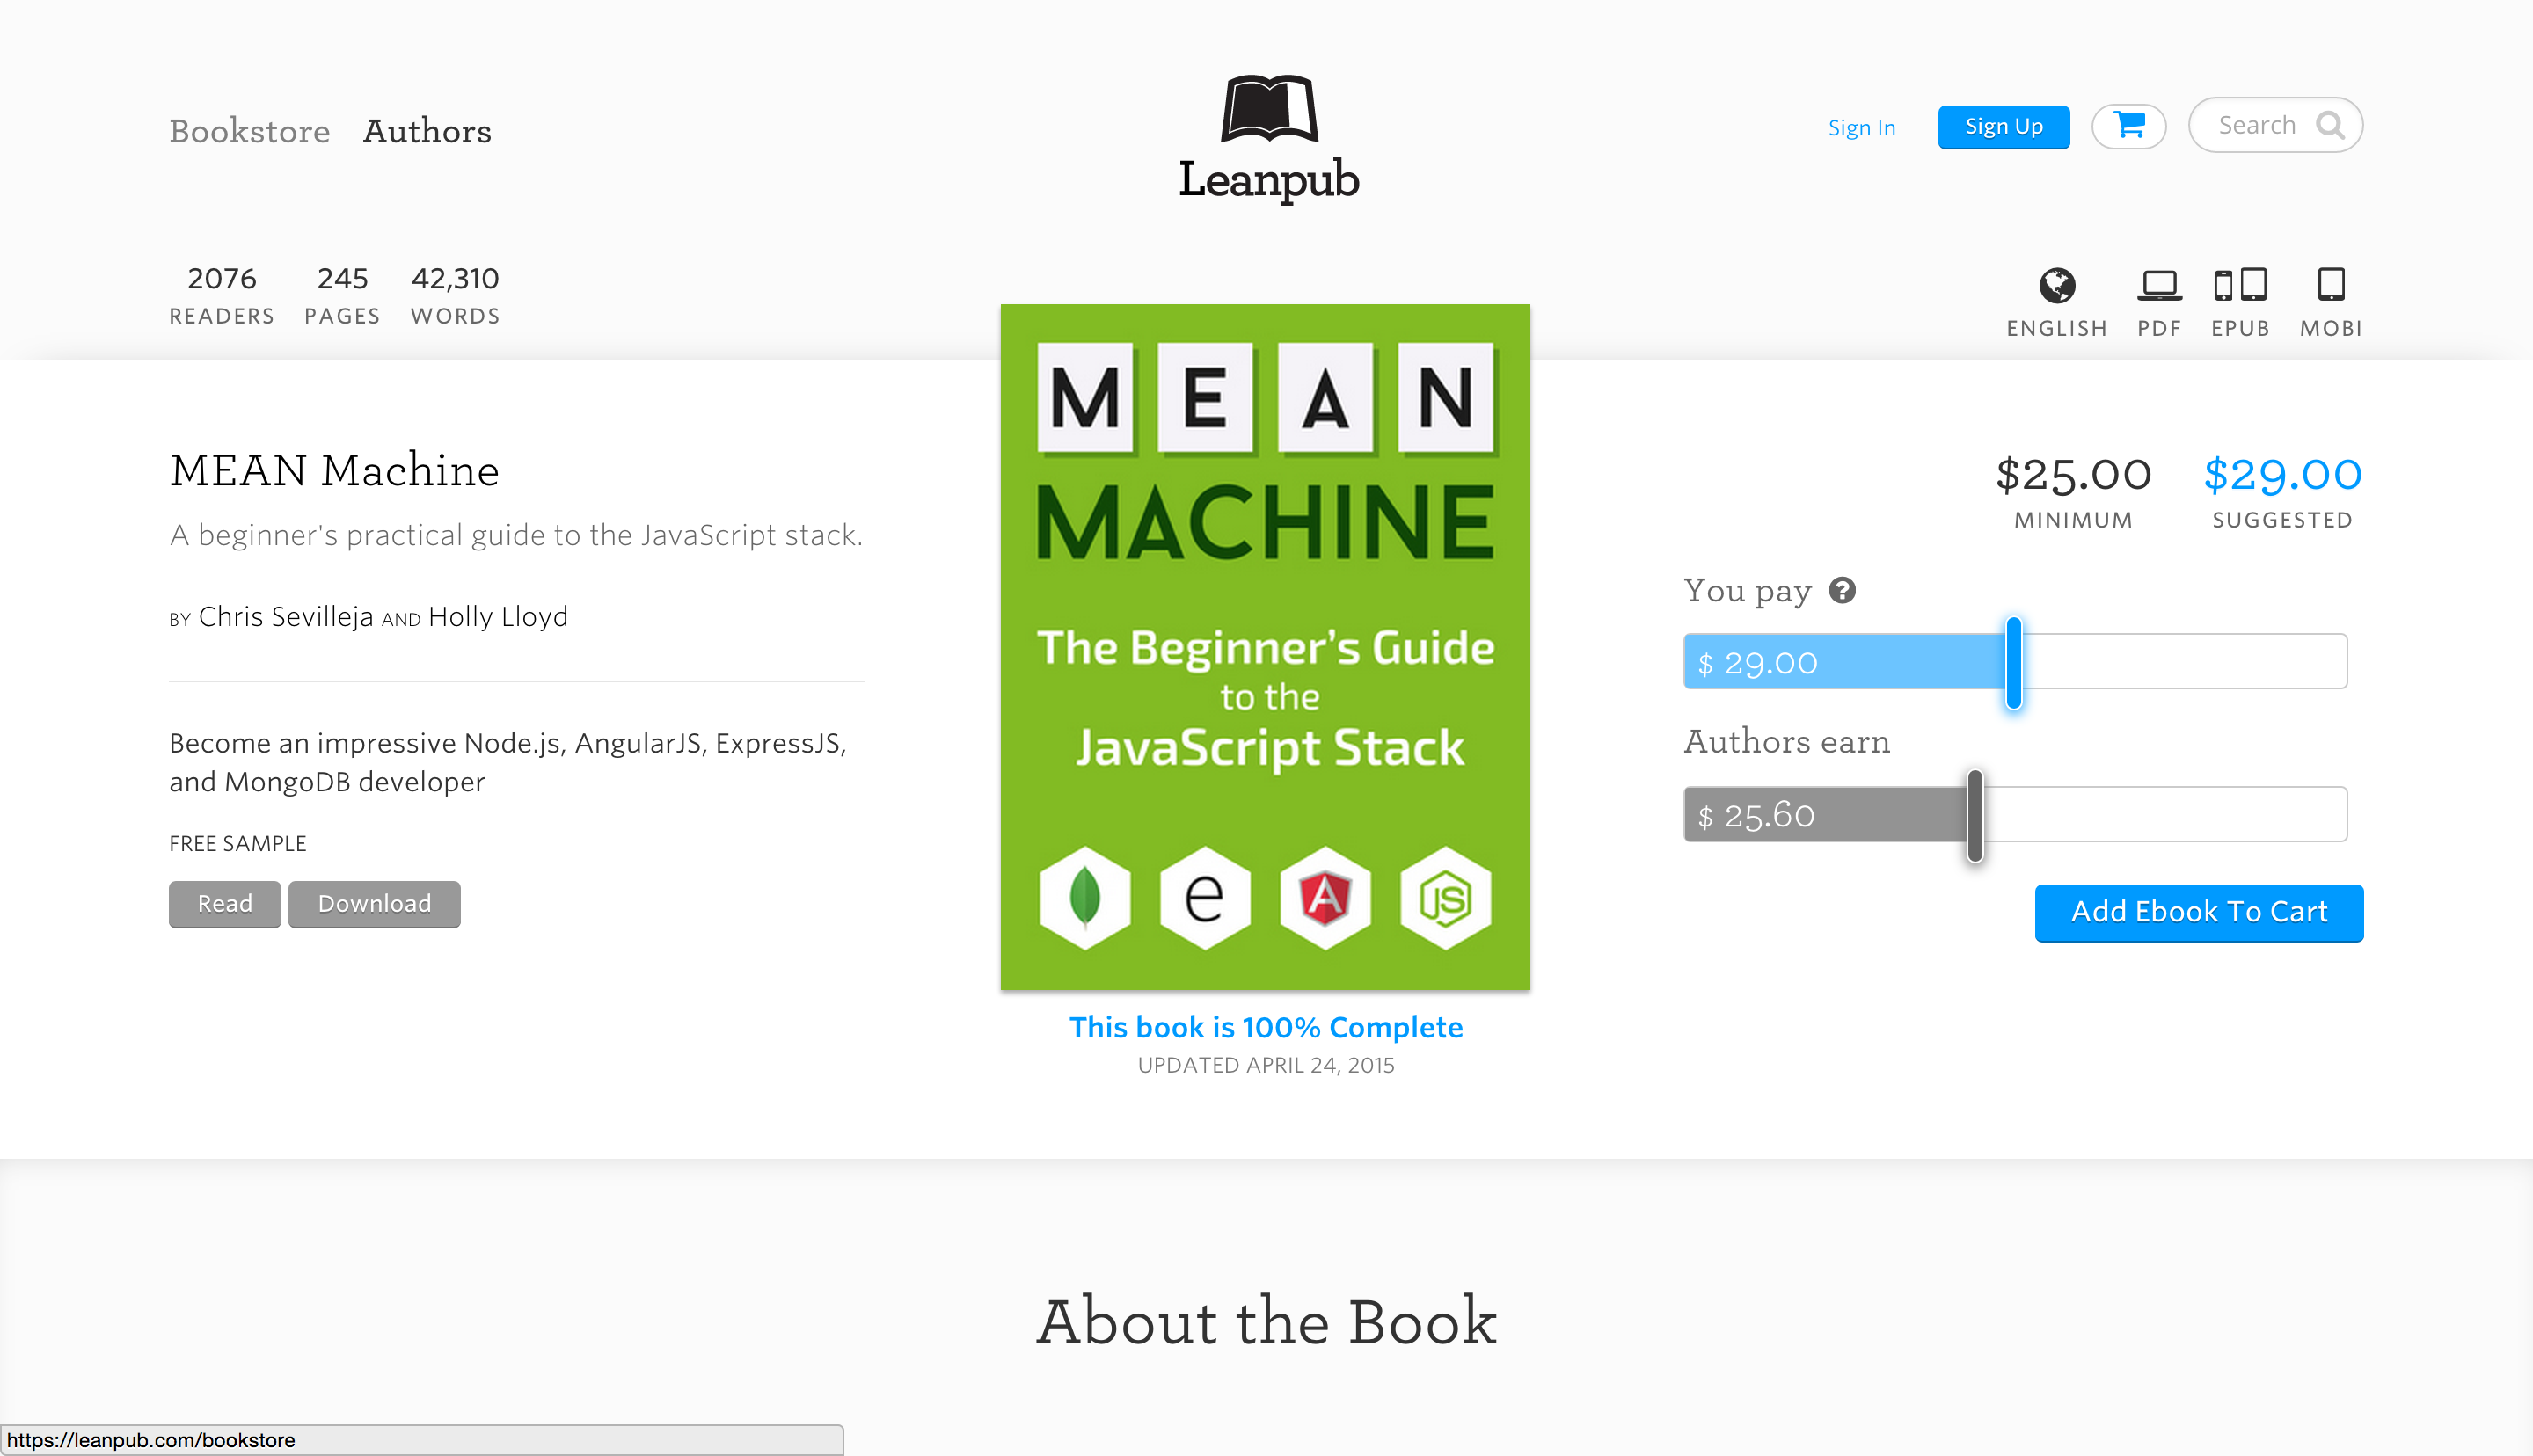 Bookstore Authors
Leanpub
Sign In Sign Up Search
2076 245 42,310
READERS PAGES WORDS
ENGLISH PDF EPUB MOBI
MEAN Machine
A beginner's practical guide to the JavaScript stack.
BY Chris Sevilleja AND Holly Lloyd
Become an impressive Node.js, AngularJS, ExpressJS,
and MongoDB developer
FREE SAMPLE
Read Download
MEAN
MACHINE
The Beginner's Guide
to the
JavaScript Stack
e A JS
This book is 100% Complete
UPDATED APRIL 24, 2015
$25.00 $29.00
MINIMUM SUGGESTED
You pay ?
$ 29.00
Authors earn
$ 25.60
Add Ebook To Cart
About the Book
https://leanpub.com/bookstore